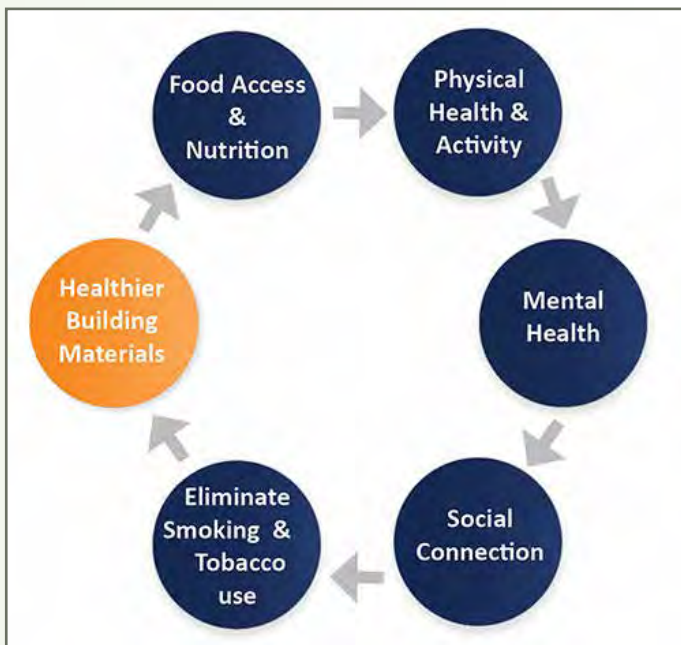 Food Access
&
Nutrition
Physical
Health &
Activity
Mental
Health
Social
Connection
Eliminate
Smoking &
Tobacco
use
Healthier
Building
Materials